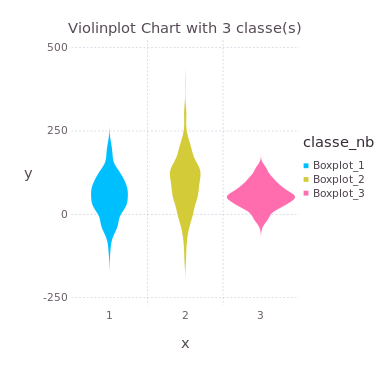 Violinplot Chart with 3 classe(s)
500
250
0
-250
y
1
2
3
x
classe_nb
Boxplot_1
Boxplot_2
Boxplot_3